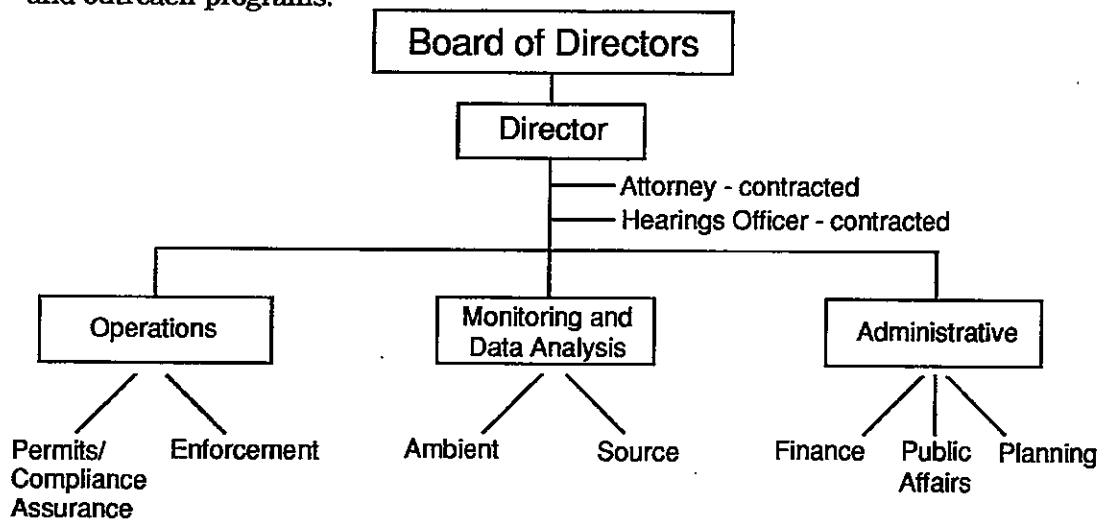 and outreach programs.
Board of Directors
Director
Attorney - contracted
Hearings Officer - contracted
Operations
Monitoring and
Data Analysis
Administrative
Permits/
Compliance
Assurance
Enforcement
Ambient
Source
Finance
Public
Affairs
Planning